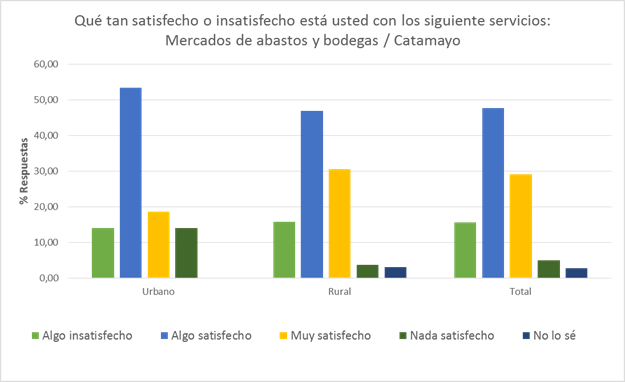 Qué tan satisfecho o insatisfecho está usted con los siguiente servicios:
Mercados de abastos y bodegas / Catamayo
60,00
50,00
40,00
30,00
20,00
10,00
0,00
% Respuestas
Urbano Rural Total
Algo insatisfecho Algo satisfecho Muy satisfecho Nada satisfecho No lo sé